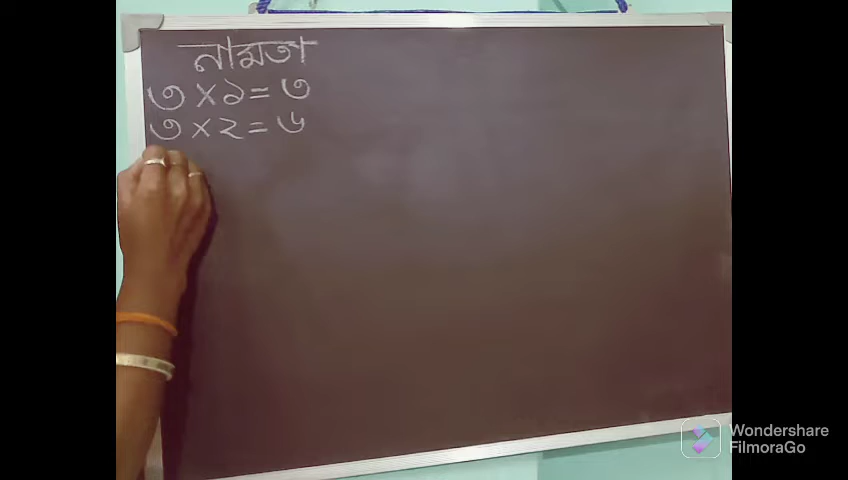 নামতা
৩ × ১ = ৩
৩ × ২ = ৬
Wondershare
FilmoraGo